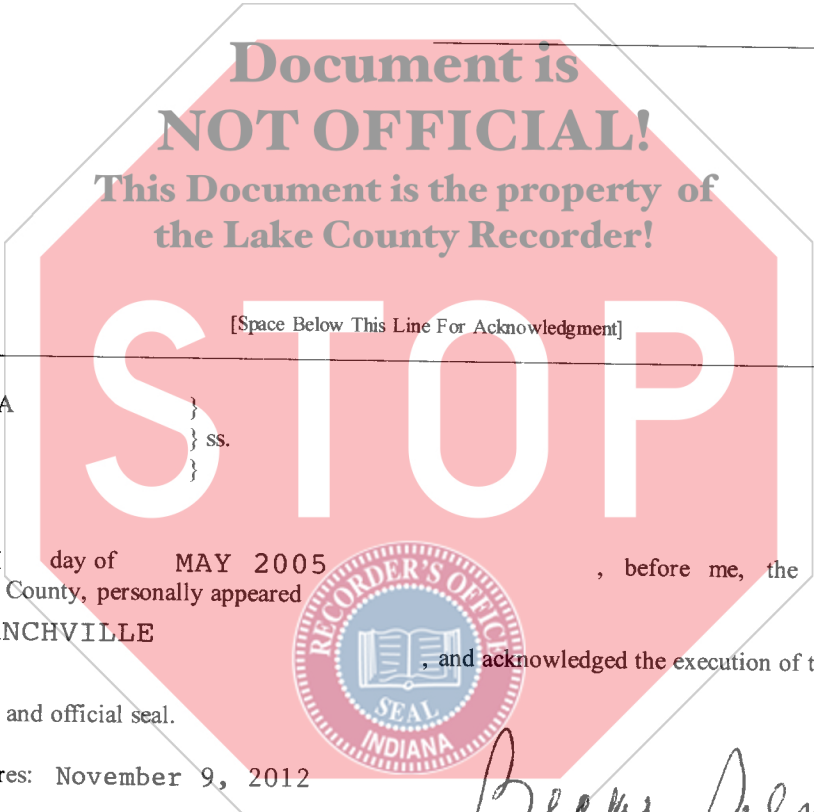 Document is
NOT OFFICIAL!
This Document is the property of
the Lake County Recorder!
STOP
[Space Below This Line For Acknowledgment]
A }
} ss.
}
day of MAY 2005 , before me, the
County, personally appeared
NCHVILLE
, and acknowledged the execution of t
and official seal.
res: November 9, 2012
RECORDER'S OFFICE
SEAL
INDIANA